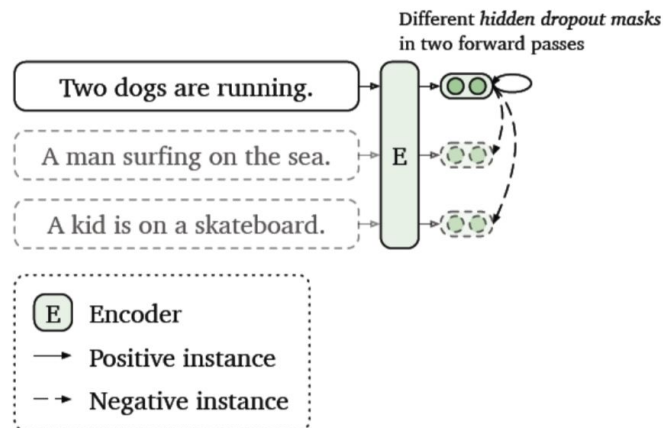 Different hidden dropout masks
in two forward passes
Two dogs are running.
A man surfing on the sea.
E
A kid is on a skateboard.
E Encoder
Positive instance
Negative instance